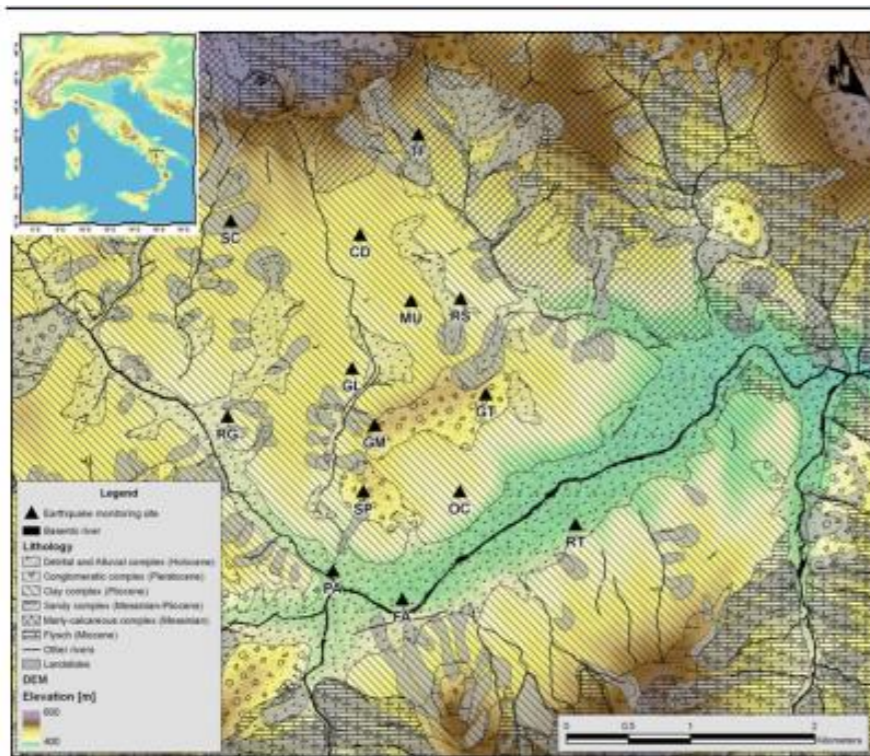 TF
SC
CD
MU
RS
GL
GT
RG
GM
SP
OC
RT
PA
FA
Legend
Earthquake monitoring site
Basento river
Lithology
Detrital and Alluvial complex (Holocene)
Conglomeratic complex (Pleistocene)
Clay complex (Pliocene)
Sandy complex (Messinian-Pliocene)
Marly-calcareous complex (Messinian)
Flysch (Miocene)
Other rivers
Landslides
DEM
Elevation [m]
400
0 0.5 1 2
Kilometers